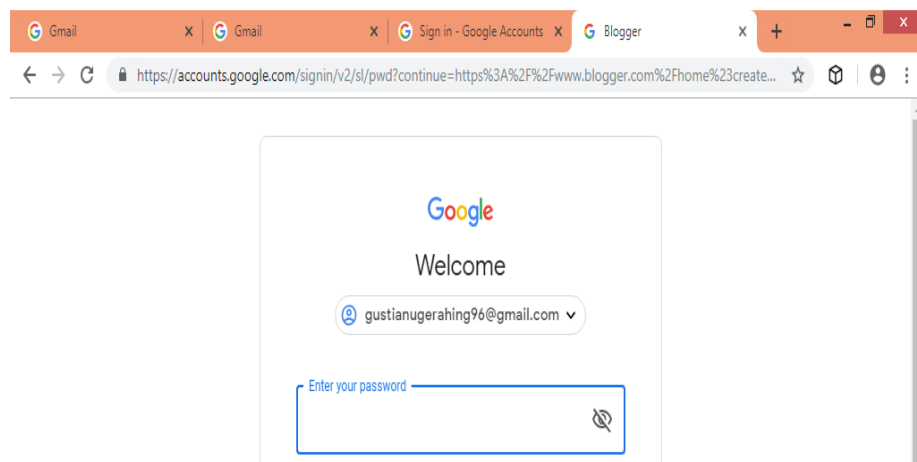 Gmail
Gmail
Sign in - Google Accounts
Blogger
https://accounts.google.com/signin/v2/sl/pwd?continue=https%3A%2F%2Fwww.blogger.com%2Fhome%23create...
Google
Welcome
gustianugerahing96@gmail.com
Enter your password